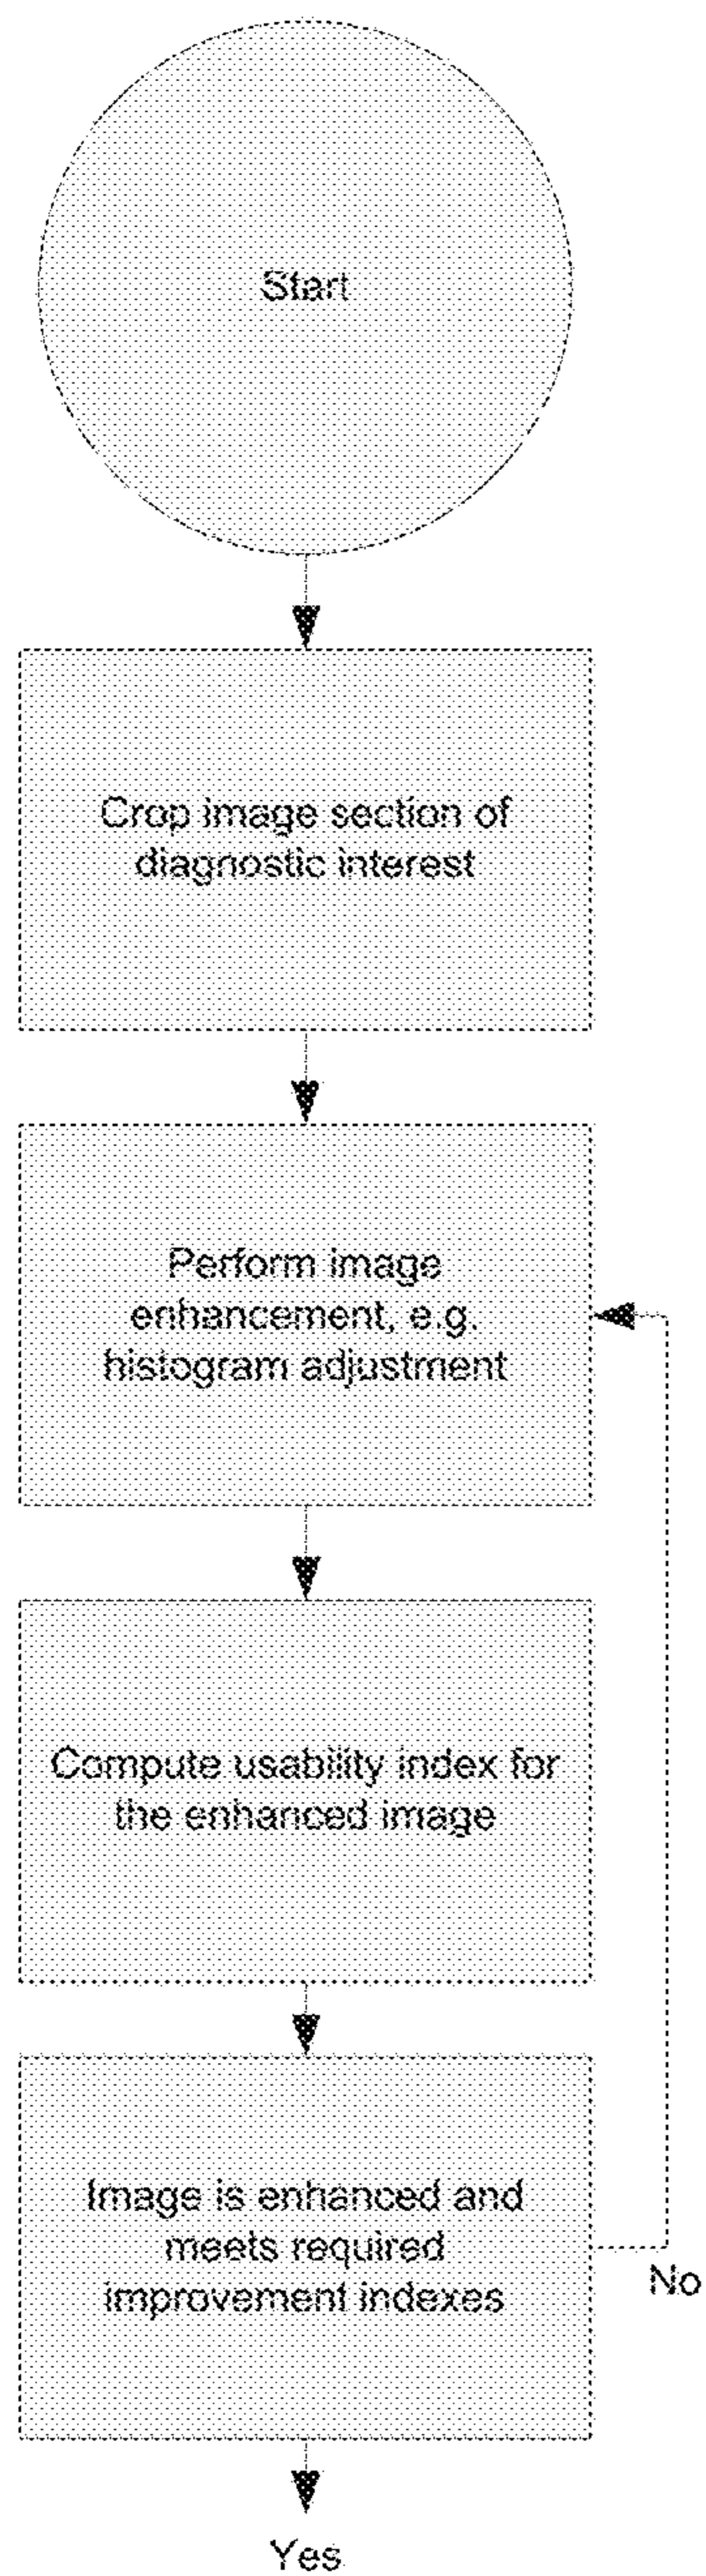 Start
Crop image section of
diagnostic interest
Perform image
enhancement, e.g.
histogram adjustment
Compute usability index for
the enhanced image
Image is enhanced and
meets required
improvement indexes
No
Yes